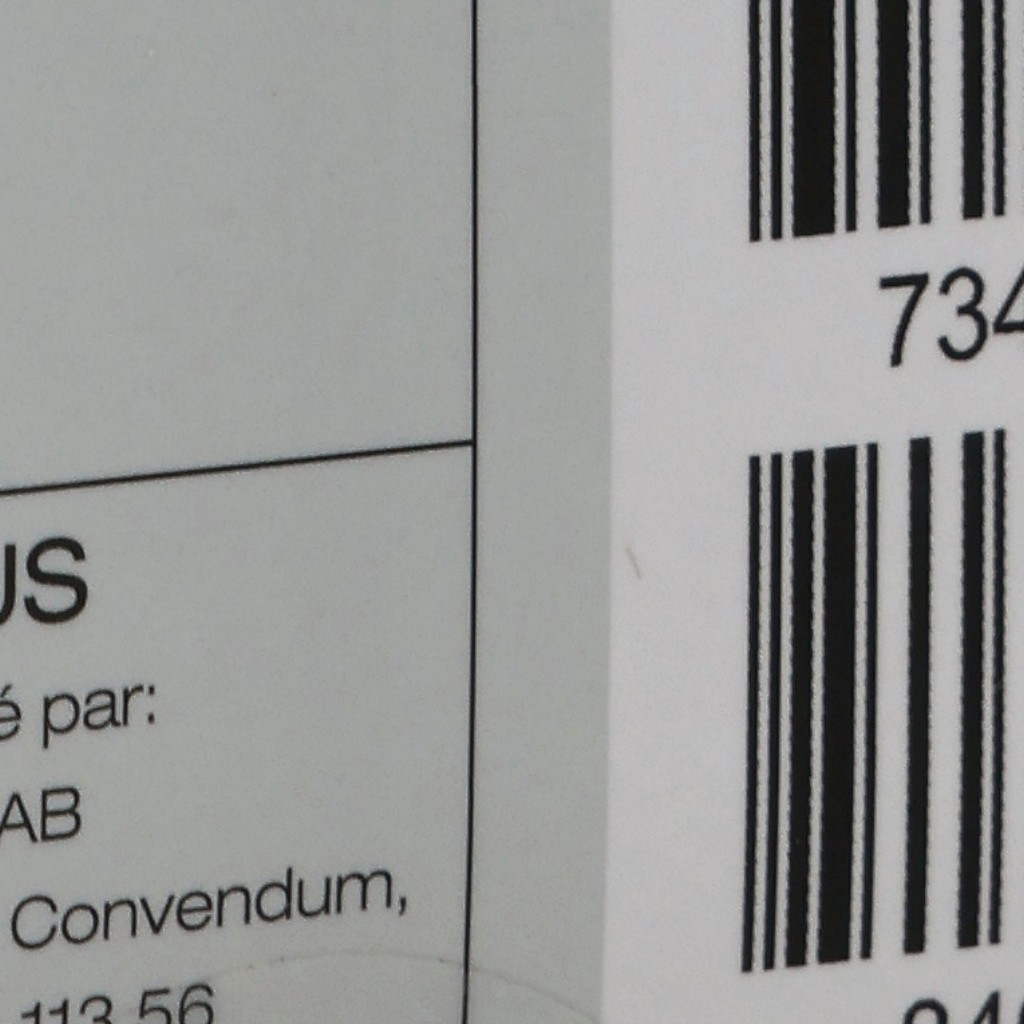 US
é par:
AB
Convendum,
113 56
734